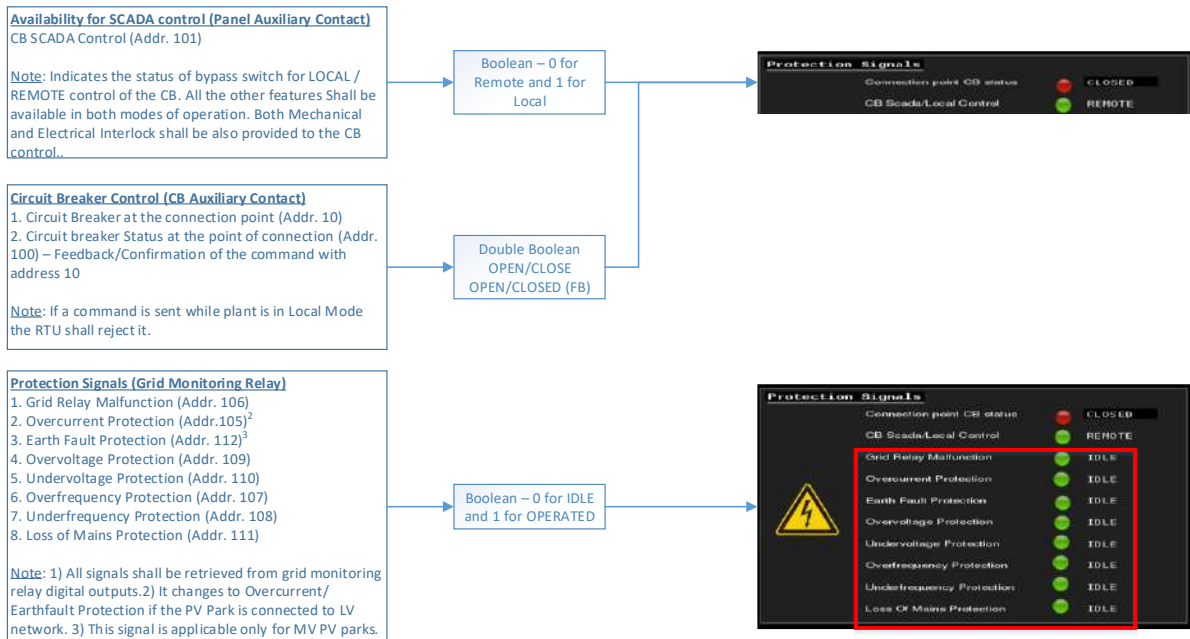 Availability for SCADA control (Panel Auxiliary Contact)
CB SCADA Control (Addr. 101)
Note: Indicates the status of bypass switch for LOCAL /
REMOTE control of the CB. All the other features Shall be
available in both modes of operation. Both Mechanical
and Electrical Interlock shall be also provided to the CB
control..
Boolean – 0 for
Remote and 1 for
Local
Protection Signals
Connection point CB status CLOSED
CB Scada/Local Control REMOTE
Circuit Breaker Control (CB Auxiliary Contact)
1. Circuit Breaker at the connection point (Addr. 10)
2. Circuit breaker Status at the point of connection (Addr.
100) – Feedback/Confirmation of the command with
address 10
Note: If a command is sent while plant is in Local Mode
the RTU shall reject it.
Double Boolean
OPEN/CLOSE
OPEN/CLOSED (FB)
Protection Signals (Grid Monitoring Relay)
1. Grid Relay Malfunction (Addr. 106)
2. Overcurrent Protection (Addr.105)²
3. Earth Fault Protection (Addr. 112)³
4. Overvoltage Protection (Addr. 109)
5. Undervoltage Protection (Addr. 110)
6. Overfrequency Protection (Addr. 107)
7. Underfrequency Protection (Addr. 108)
8. Loss of Mains Protection (Addr. 111)
Note: 1) All signals shall be retrieved from grid monitoring
relay digital outputs.2) It changes to Overcurrent/
Earthfault Protection if the PV Park is connected to LV
network. 3) This signal is applicable only for MV PV parks.
Boolean – 0 for IDLE
and 1 for OPERATED
Protection Signals
Connection point CB status CLOSED
CB Scada/Local Control REMOTE
Grid Relay Malfunction IDLE
Overcurrent Protection IDLE
Earth Fault Protection IDLE
Overvoltage Protection IDLE
Undervoltage Protection IDLE
Overfrequency Protection IDLE
Underfrequency Protection IDLE
Loss Of Mains Protection IDLE